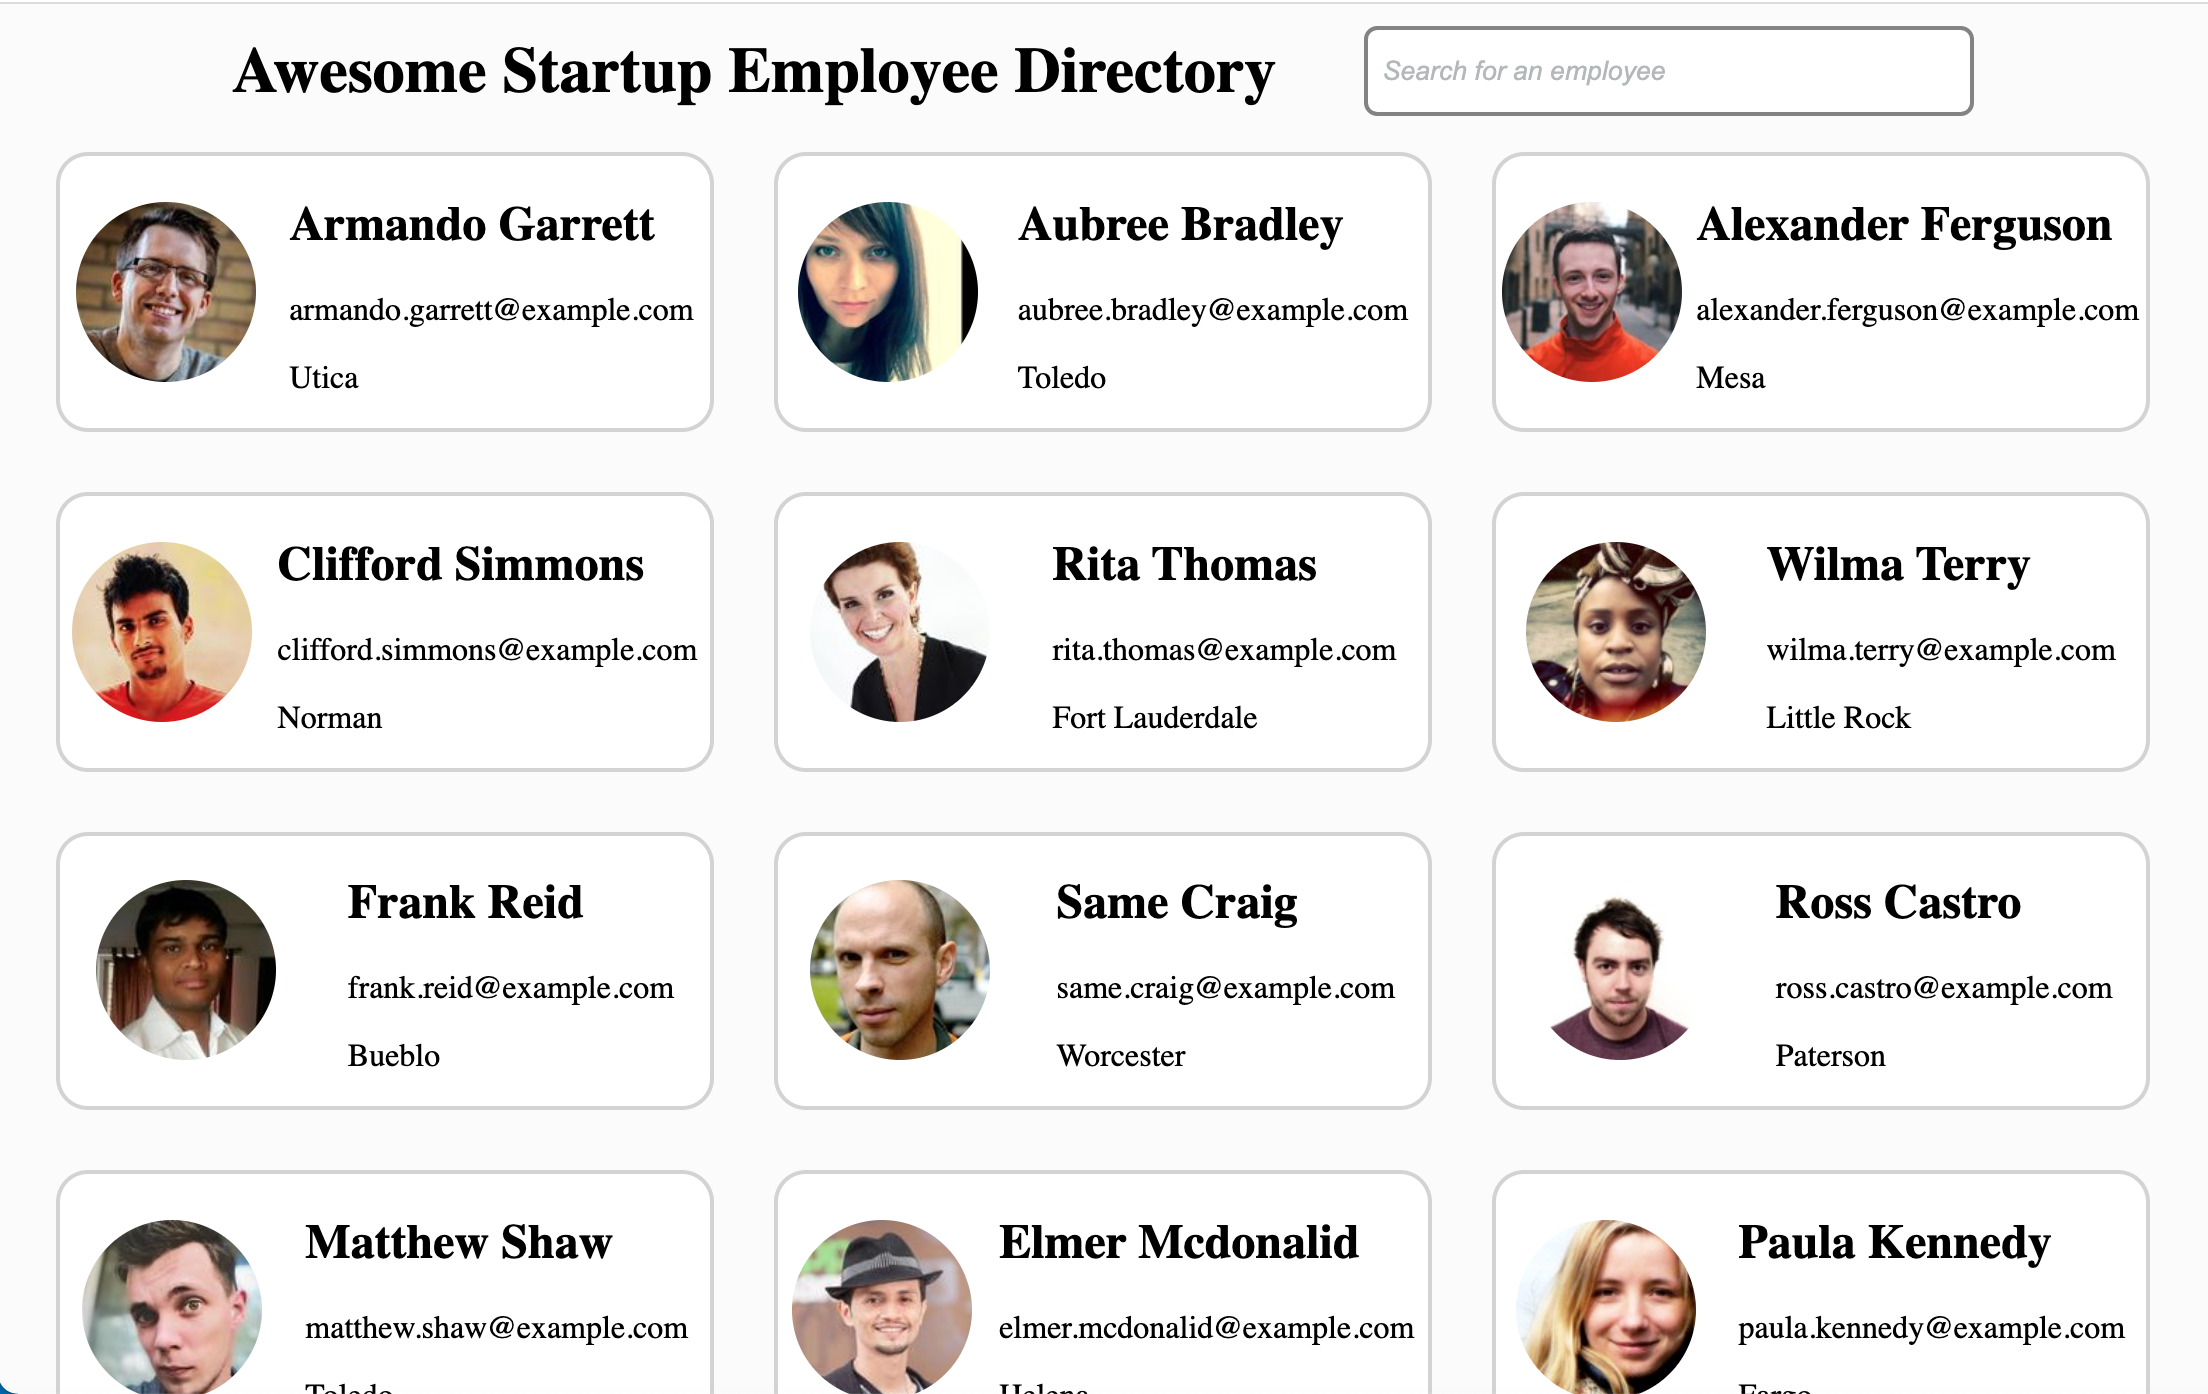 Awesome Startup Employee Directory
Search for an employee
Armando Garrett
armando.garrett@example.com
Utica
Aubree Bradley
aubree.bradley@example.com
Toledo
Alexander Ferguson
alexander.ferguson@example.com
Mesa
Clifford Simmons
clifford.simmons@example.com
Norman
Rita Thomas
rita.thomas@example.com
Fort Lauderdale
Wilma Terry
wilma.terry@example.com
Little Rock
Frank Reid
frank.reid@example.com
Bueblo
Same Craig
same.craig@example.com
Worcester
Ross Castro
ross.castro@example.com
Paterson
Matthew Shaw
matthew.shaw@example.com
Toledo
Elmer Mcdonalid
elmer.mcdonalid@example.com
Helena
Paula Kennedy
paula.kennedy@example.com
Fargo